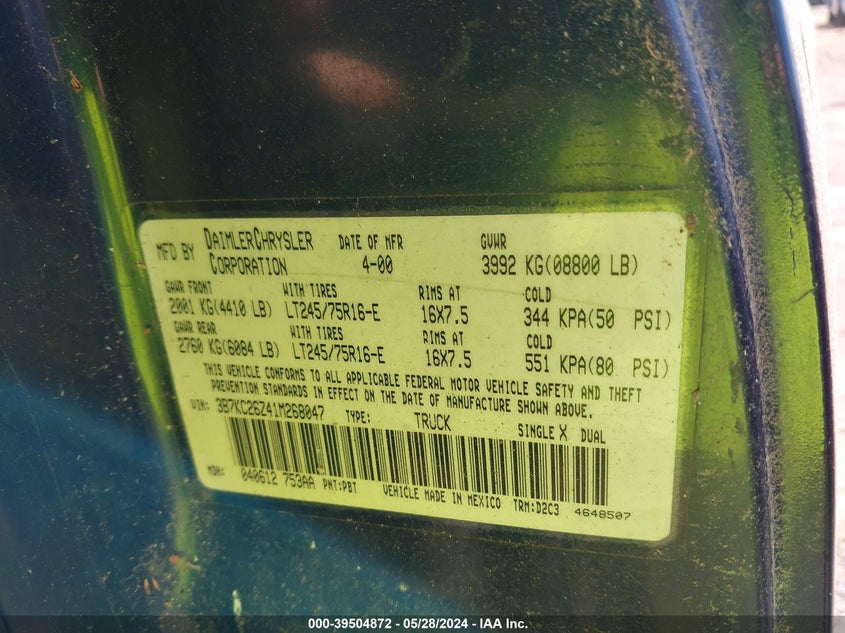 MFD BY DAIMLERCHRYSLER CORPORATION DATE OF MFR 4-00 GVWR 3992 KG(08800 LB)
GAWR FRONT WITH TIRES RIMS AT COLD
2001 KG(4410 LB) LT245/75R16-E 16X7.5 344 KPA(50 PSI)
GAWR REAR WITH TIRES RIMS AT COLD
2760 KG(6084 LB) LT245/75R16-E 16X7.5 551 KPA(80 PSI)
THIS VEHICLE CONFORMS TO ALL APPLICABLE FEDERAL MOTOR VEHICLE SAFETY AND THEFT
PREVENTION STANDARDS IN EFFECT ON THE DATE OF MANUFACTURE SHOWN ABOVE.
VIN: 3B7KC26Z41M268047 TYPE: TRUCK SINGLE X DUAL
MDH: 040612 753AA PNT:PBT VEHICLE MADE IN MEXICO TRM:D2C3 4648507
000-39504872 - 05/28/2024 - IAA Inc.